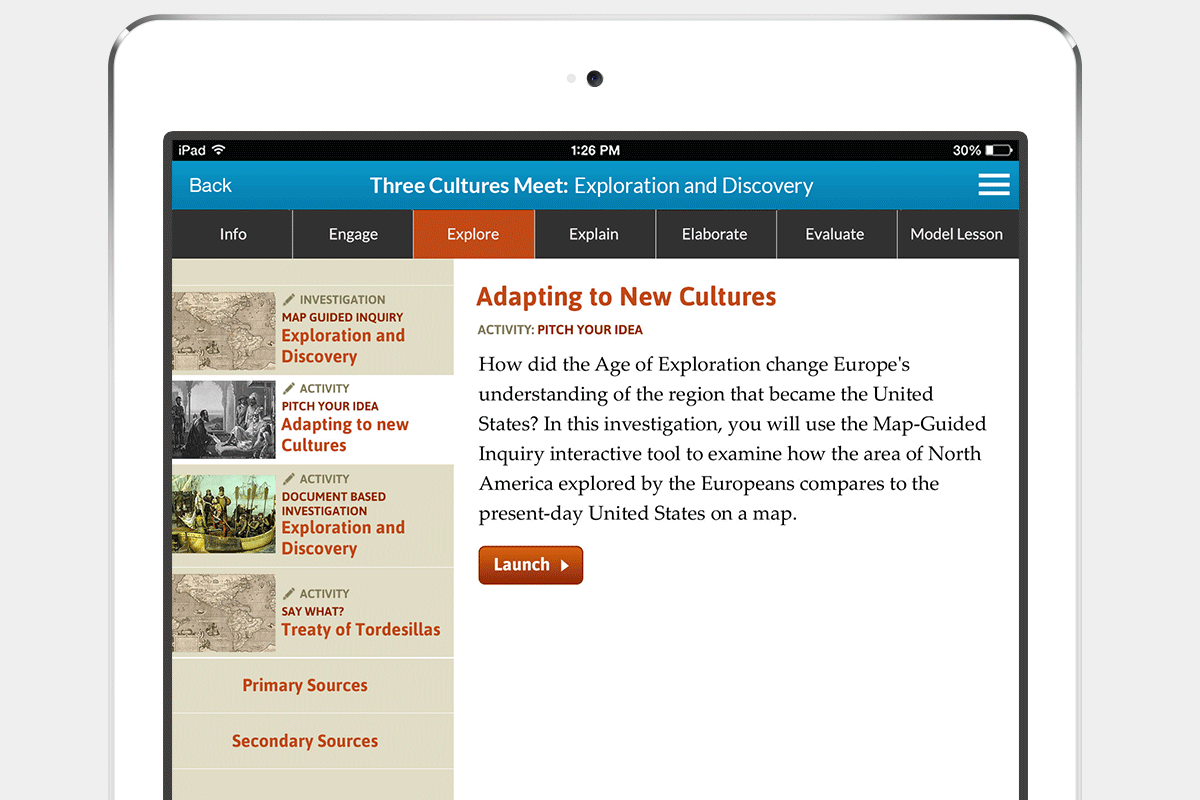 iPad
1:26 PM
30%
Back
Three Cultures Meet: Exploration and Discovery
Info
Engage
Explore
Explain
Elaborate
Evaluate
Model Lesson
INVESTIGATION
MAP GUIDED INQUIRY
Exploration and
Discovery
ACTIVITY
PITCH YOUR IDEA
Adapting to new
Cultures
ACTIVITY
DOCUMENT BASED
INVESTIGATION
Exploration and
Discovery
ACTIVITY
SAY WHAT?
Treaty of Tordesillas
Primary Sources
Secondary Sources
Adapting to New Cultures
ACTIVITY: PITCH YOUR IDEA
How did the Age of Exploration change Europe's
understanding of the region that became the United
States? In this investigation, you will use the Map-Guided
Inquiry interactive tool to examine how the area of North
America explored by the Europeans compares to the
present-day United States on a map.
Launch